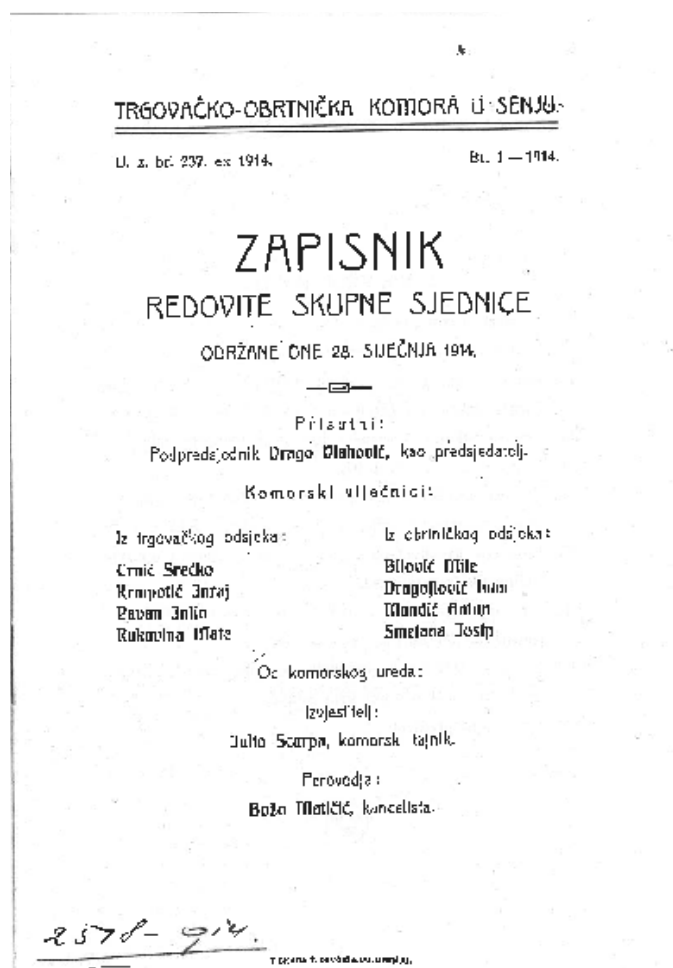 TRGOVAČKO-OBRTNIČKA KOMORA U SENJU.
U. z. br. 237. ex 1914.
Br. 1 — 1914.
ZAPISNIK
REDOVITE SKUPNE SJEDNICE
ODRŽANE DNE 28. SIJEČNJA 1914.
Prisutni:
Podpredsjednik Drago Vlahović, kao predsjedatelj.
Komorski vijećnici:
Iz trgovačkog odsjeka:
Crnić Srećko
Krmpotić Juraj
Pavan Julio
Rukavina Mate
Iz obrtničkog odsjeka:
Bilović Mile
Dragojlović Ivan
Mandić Antun
Smetana Josip
Od komorskog ureda:
Izvjestitelj:
Julio Scarpa, komorski tajnik.
Perovodja:
Božo Matičić, kancelista.
2578-914.